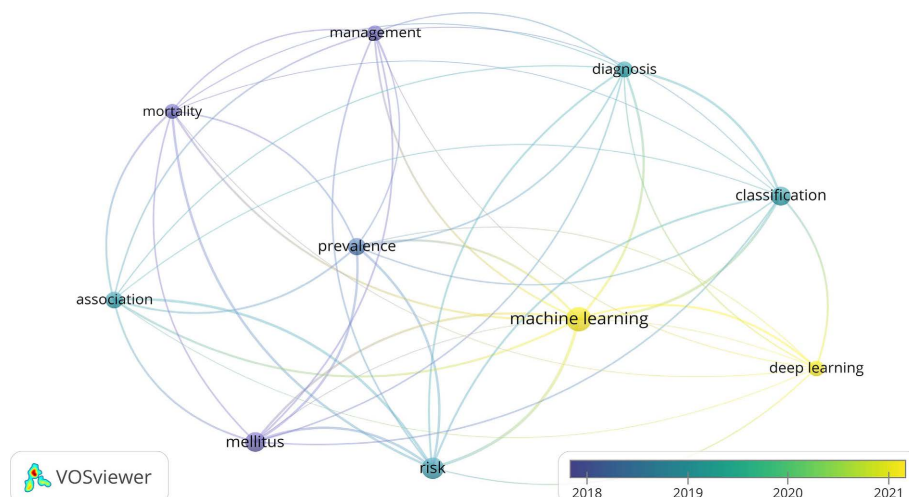 management
diagnosis
mortality
classification
prevalence
association
machine learning
deep learning
mellitus
risk
VOSviewer
2018 2019 2020 2021